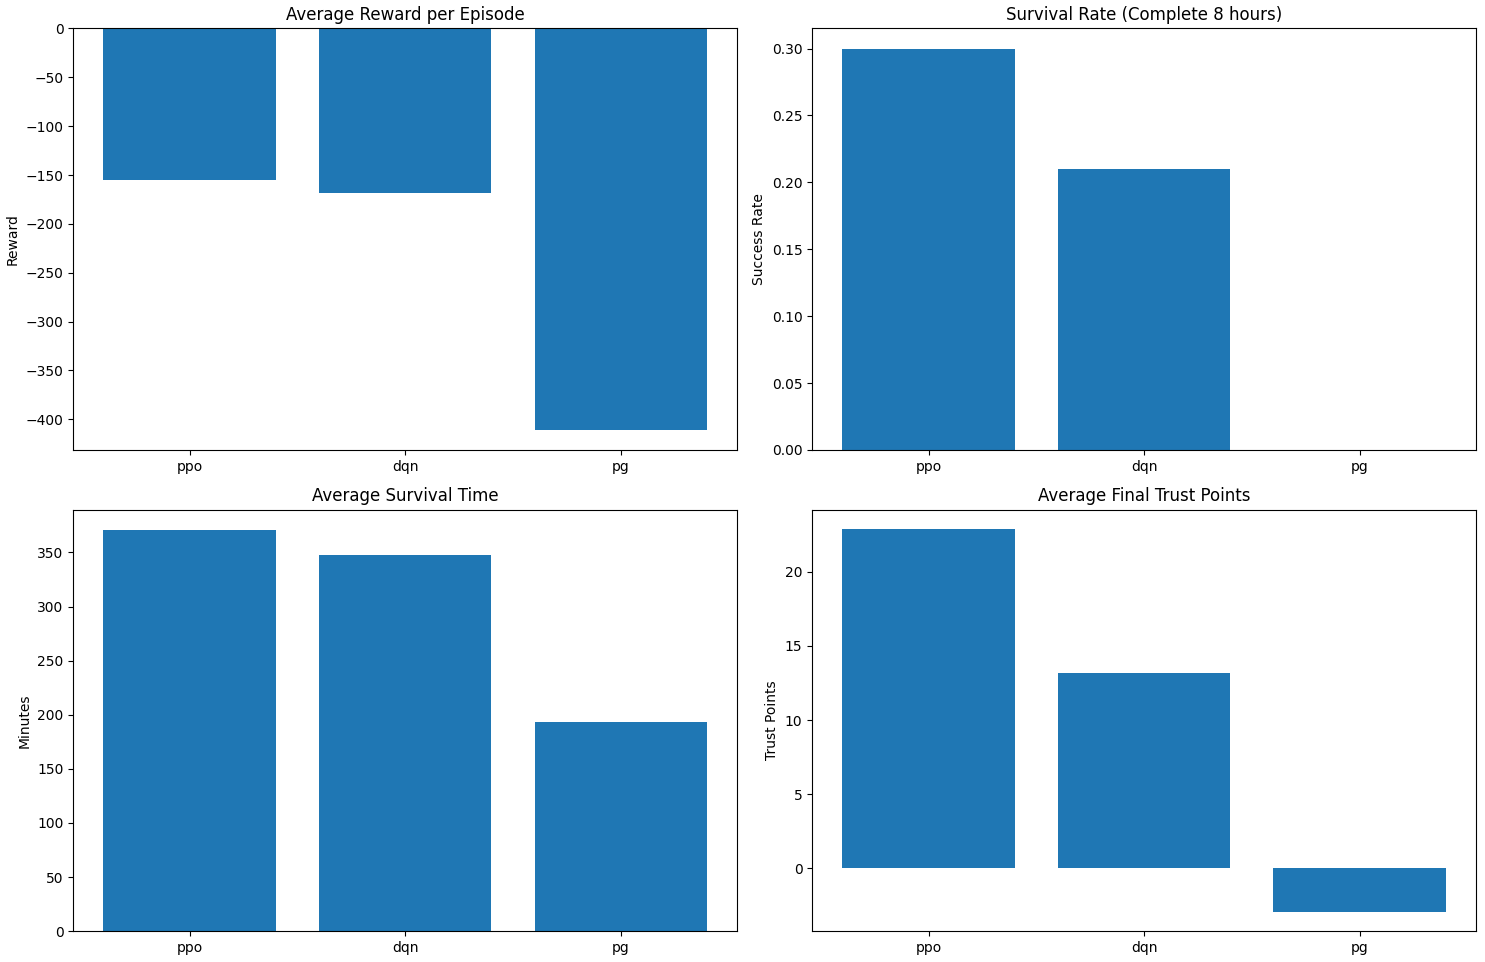 Average Reward per Episode
Reward
0
−50
−100
−150
−200
−250
−300
−350
−400
ppo dqn pg
Survival Rate (Complete 8 hours)
Success Rate
0.30
0.25
0.20
0.15
0.10
0.05
0.00
ppo dqn pg
Average Survival Time
Minutes
350
300
250
200
150
100
50
0
ppo dqn pg
Average Final Trust Points
Trust Points
20
15
10
5
0
ppo dqn pg